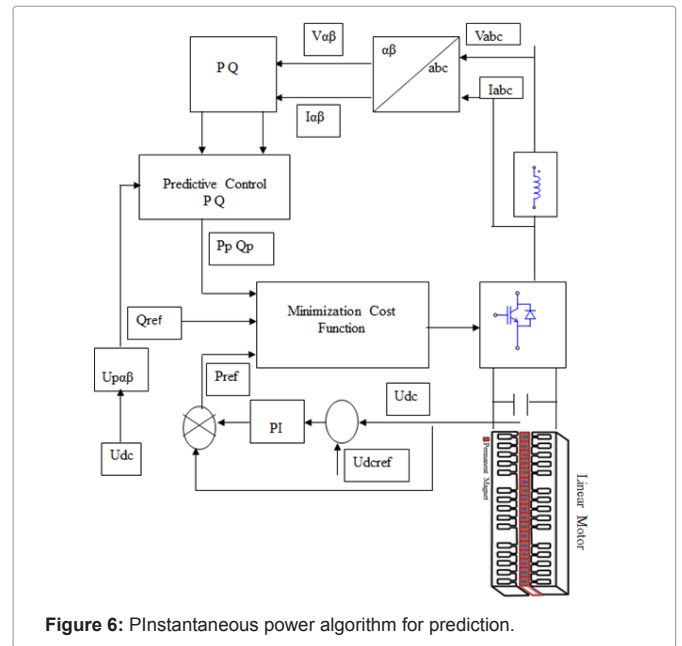 Vαβ
Vabc
P Q
αβ
abc
Iabc
Iαβ
Predictive Control
P Q
Pp Qp
Minimization Cost
Function
Qref
Upαβ
Pref
Udc
PI
Udcref
Udc
Permanent Magnet
Linear Motor
Figure 6: PInstantaneous power algorithm for prediction.